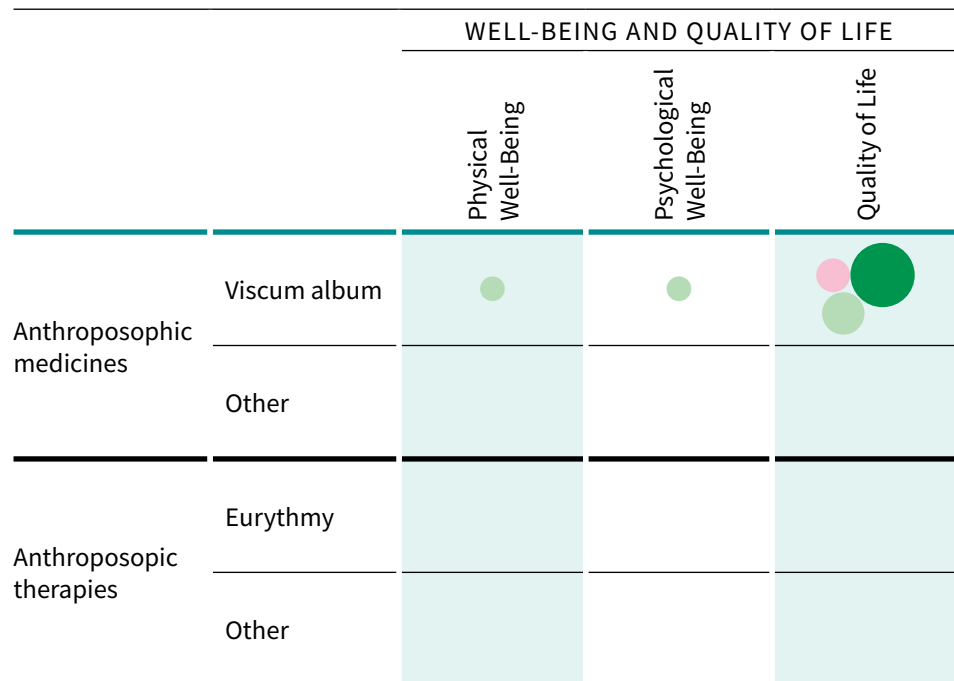 WELL-BEING AND QUALITY OF LIFE
Physical
Well-Being
Psychological
Well-Being
Quality of Life
Anthroposophic
medicines
Viscum album
Other
Anthroposopic
therapies
Eurythmy
Other